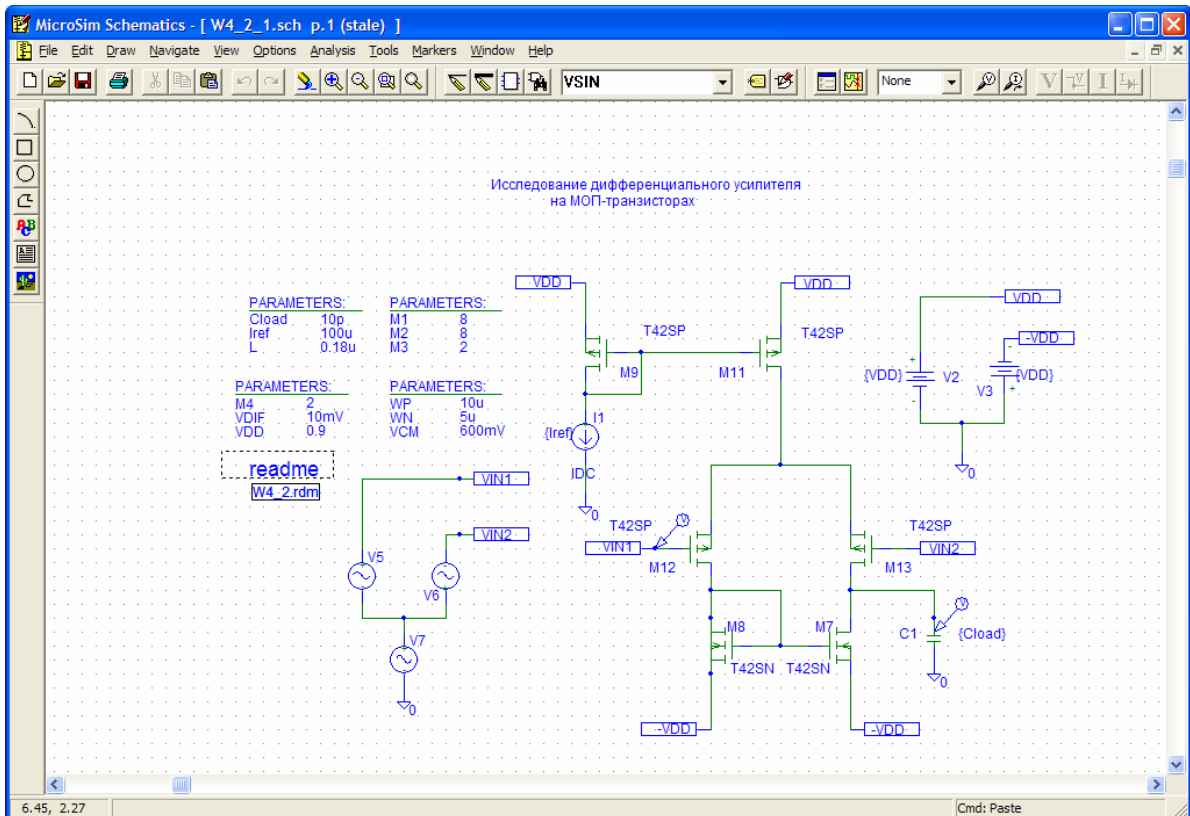 MicroSim Schematics - [ W4_2_1.sch  p.1 (stale)  ]
File Edit Draw Navigate View Options Analysis Tools Markers Window Help
VSIN
None
Исследование дифференциального усилителя
на МОП-транзисторах
VDD
VDD
VDD
-VDD
PARAMETERS:
Cload 10p
Iref 100u
L 0.18u
PARAMETERS:
M1 8
M2 8
M3 2
PARAMETERS:
M4 2
VDIF 10mV
VDD 0.9
PARAMETERS:
WP 10u
WN 5u
VCM 600mV
T42SP
M9
T42SP
M11
{VDD}
+
-
V2
-
+
V3
{VDD}
0
I1
{Iref}
IDC
0
readme
W4_2.rdm
VIN1
VIN2
V5
V6
V7
0
T42SP
VIN1
V
M12
T42SP
VIN2
M13
M8
M7
T42SN
T42SN
V
C1
{Cload}
0
-VDD
-VDD
6.45, 2.27
Cmd: Paste